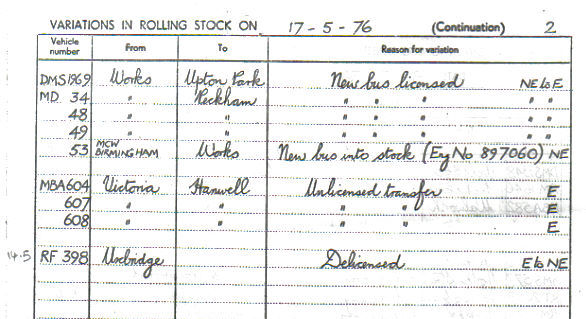 VARIATIONS IN ROLLING STOCK ON 17 - 5 - 76 (Continuation) 2
Vehicle number From To Reason for variation
DMS1969 Works Upton Park New bus licensed NE to E
MD 34 " Peckham " " " " "
48 " " " " " " "
49 " " " " " " "
53 MCW BIRMINGHAM Works New bus into stock (Eng No 897060) NE
MBA604 Victoria Hanwell Unlicensed transfer E
607 " " " " E
608 " " " " E
14.5 RF 398 Uxbridge Delicensed E to NE